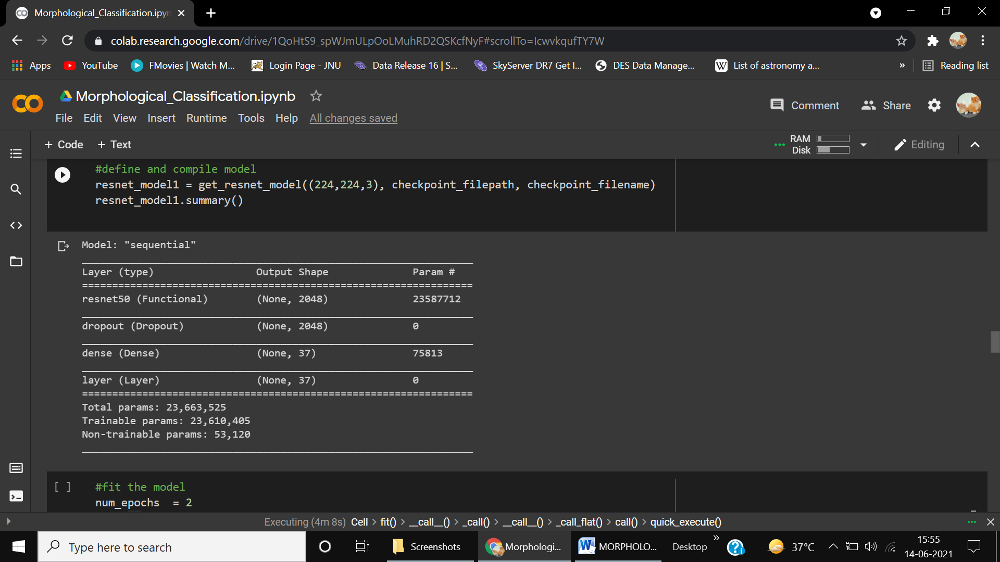 Morphological_Classification.ipyn
colab.research.google.com/drive/1QoHtS9_spWJmULpOoLMuhRD2QSKcfNyF#scrollTo=IcwvkqufTY7W
Apps YouTube FMovies | Watch M... Login Page - JNU Data Release 16 | S... SkyServer DR7 Get I... DES Data Manage... W List of astronomy a... » Reading list
Morphological_Classification.ipynb
Comment Share
File Edit View Insert Runtime Tools Help All changes saved
+ Code + Text
RAM
Disk
Editing
#define and compile model
resnet_model1 = get_resnet_model((224,224,3), checkpoint_filepath, checkpoint_filename)
resnet_model1.summary()
Model: "sequential"
_________________________________________________________________
Layer (type) Output Shape Param #
=================================================================
resnet50 (Functional) (None, 2048) 23587712
_________________________________________________________________
dropout (Dropout) (None, 2048) 0
_________________________________________________________________
dense (Dense) (None, 37) 75813
_________________________________________________________________
layer (Layer) (None, 37) 0
=================================================================
Total params: 23,663,525
Trainable params: 23,610,405
Non-trainable params: 53,120
_________________________________________________________________
[ ] #fit the model
num_epochs = 2
Executing (4m 8s) Cell > fit() > __call__() > _call() > __call__() > _call_flat() > call() > quick_execute()
Type here to search
Screenshots
Morphologi...
MORPHOLO...
Desktop »
37°C
15:55
14-06-2021